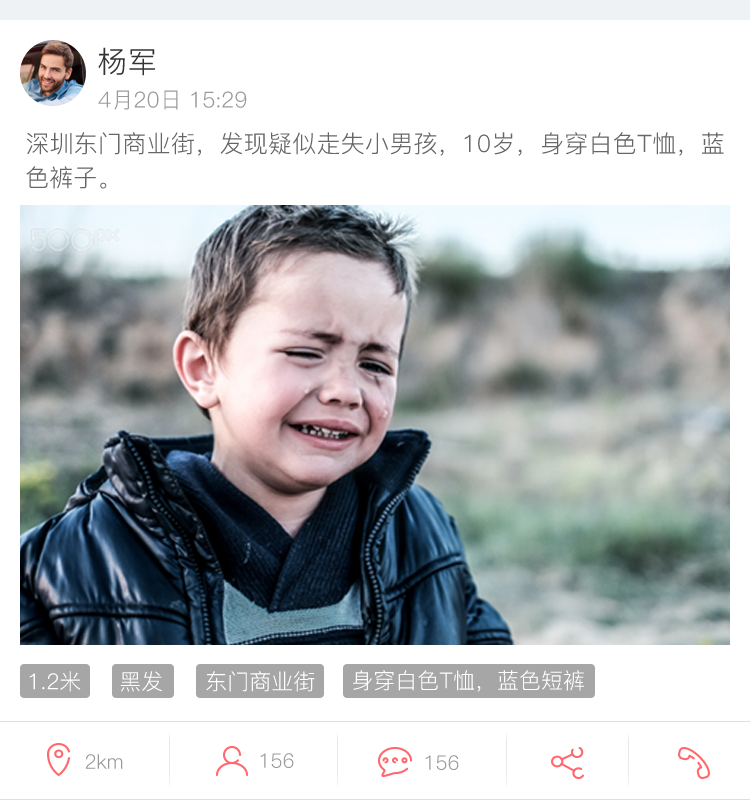 杨军
4月20日 15:29
深圳东门商业街，发现疑似走失小男孩，10岁，身穿白色T恤，蓝
色裤子。
500px
1.2米 黑发 东门商业街 身穿白色T恤，蓝色短裤
2km 156 156